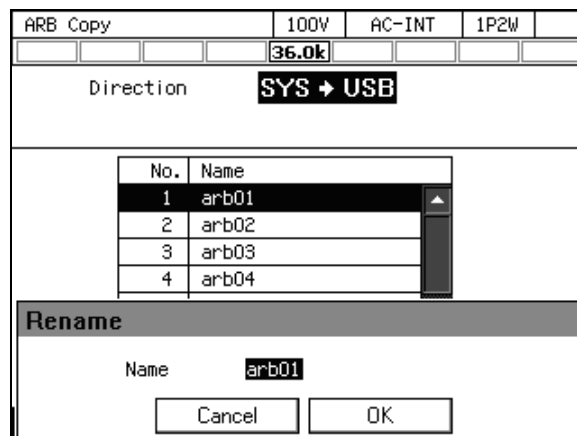 ARB Copy 100V AC-INT 1P2W
36.0k
Direction SYS → USB
No. Name
1 arb01
2 arb02
3 arb03
4 arb04
Rename
Name arb01
Cancel OK